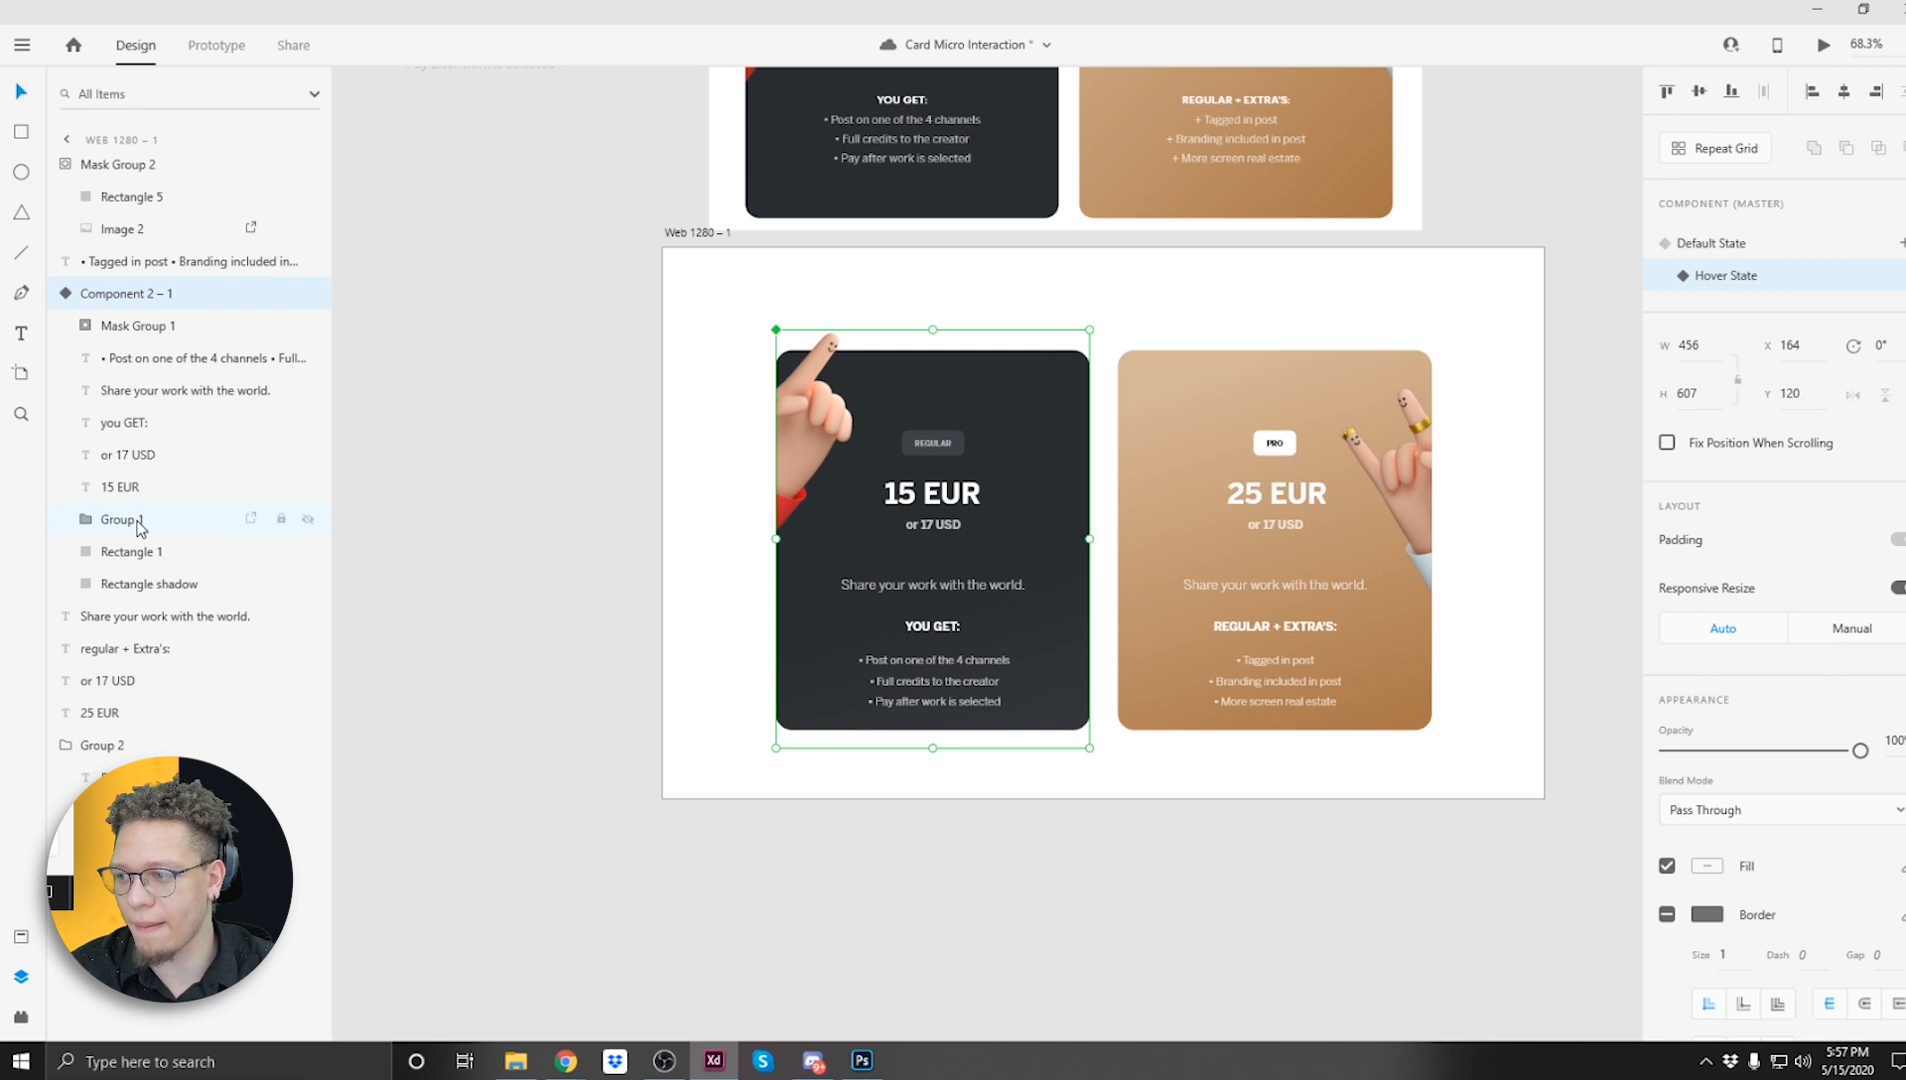 Design
Prototype
Share
Card Micro Interaction *
68.3%
All Items
WEB 1280 – 1
Mask Group 2
Rectangle 5
Image 2
• Tagged in post • Branding included in...
Component 2 – 1
Mask Group 1
• Post on one of the 4 channels • Full...
Share your work with the world.
you GET:
or 17 USD
15 EUR
Group 1
Rectangle 1
Rectangle shadow
Share your work with the world.
regular + Extra's:
or 17 USD
25 EUR
Group 2
YOU GET:
• Post on one of the 4 channels
• Full credits to the creator
• Pay after work is selected
REGULAR + EXTRA'S:
+ Tagged in post
+ Branding included in post
+ More screen real estate
Web 1280 – 1
REGULAR
15 EUR
or 17 USD
Share your work with the world.
YOU GET:
• Post on one of the 4 channels
• Full credits to the creator
• Pay after work is selected
PRO
25 EUR
or 17 USD
Share your work with the world.
REGULAR + EXTRA'S:
• Tagged in post
• Branding included in post
• More screen real estate
Repeat Grid
COMPONENT (MASTER)
Default State
Hover State
W 456
X 164
0°
H 607
Y 120
Fix Position When Scrolling
LAYOUT
Padding
Responsive Resize
Auto
Manual
APPEARANCE
Opacity
100%
Blend Mode
Pass Through
Fill
Border
Size 1
Dash 0
Gap 0
Type here to search
Xd
S
9+
Ps
5:57 PM
5/15/2020